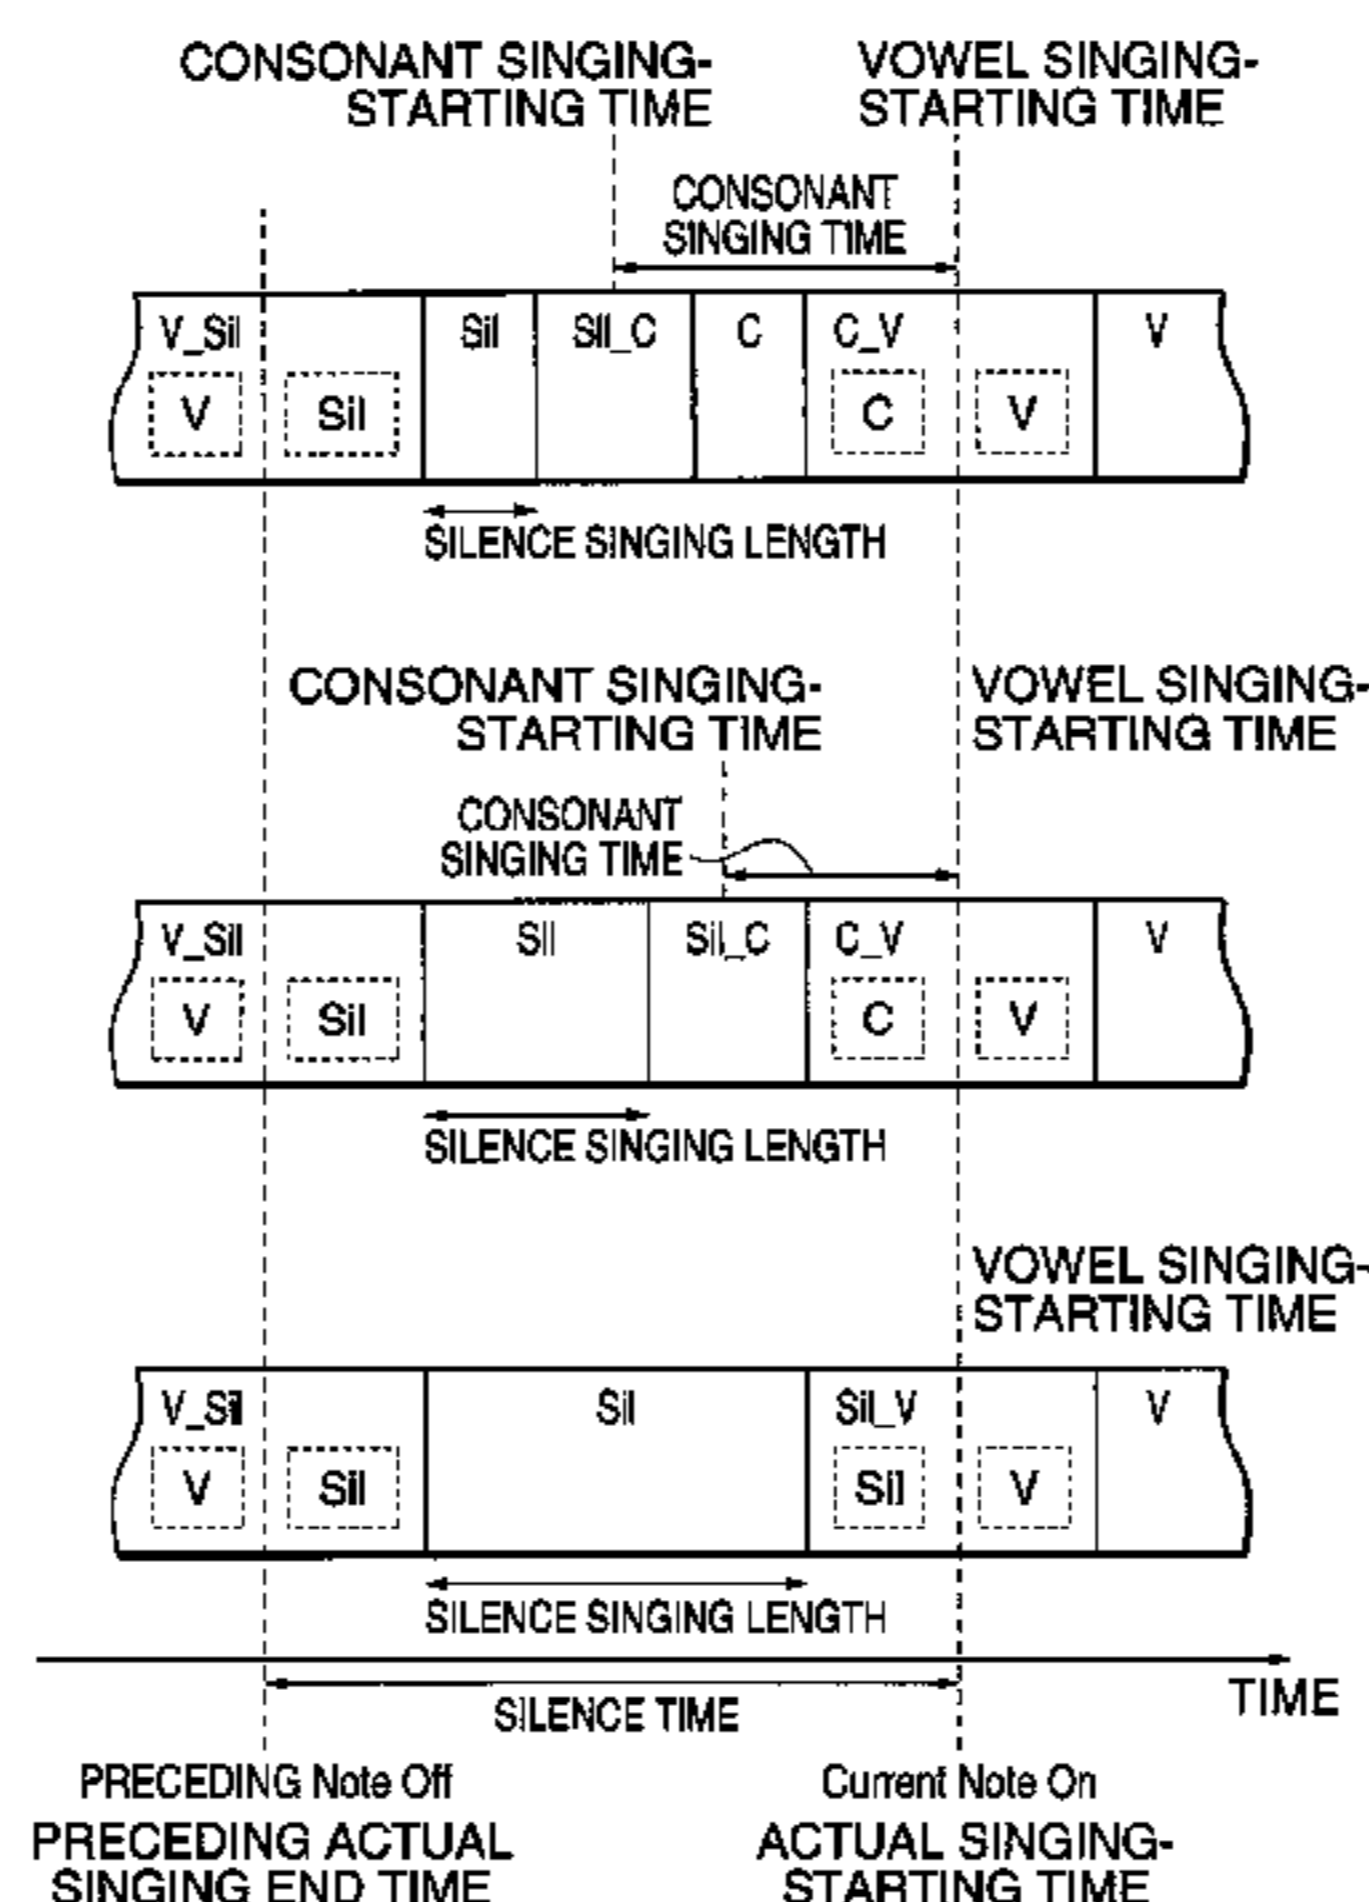 CONSONANT SINGING-
STARTING TIME
VOWEL SINGING-
STARTING TIME
CONSONANT
SINGING TIME
V_Sil Sil Sil_C C C_V V
V Sil C V
SILENCE SINGING LENGTH
CONSONANT SINGING-
STARTING TIME
VOWEL SINGING-
STARTING TIME
CONSONANT
SINGING TIME
V_Sil Sil Sil_C C_V V
V Sil C V
SILENCE SINGING LENGTH
VOWEL SINGING-
STARTING TIME
V_Sil Sil Sil_V V
V Sil Sil V
SILENCE SINGING LENGTH
TIME
SILENCE TIME
PRECEDING Note Off
PRECEDING ACTUAL
SINGING END TIME
Current Note On
ACTUAL SINGING-
STARTING TIME